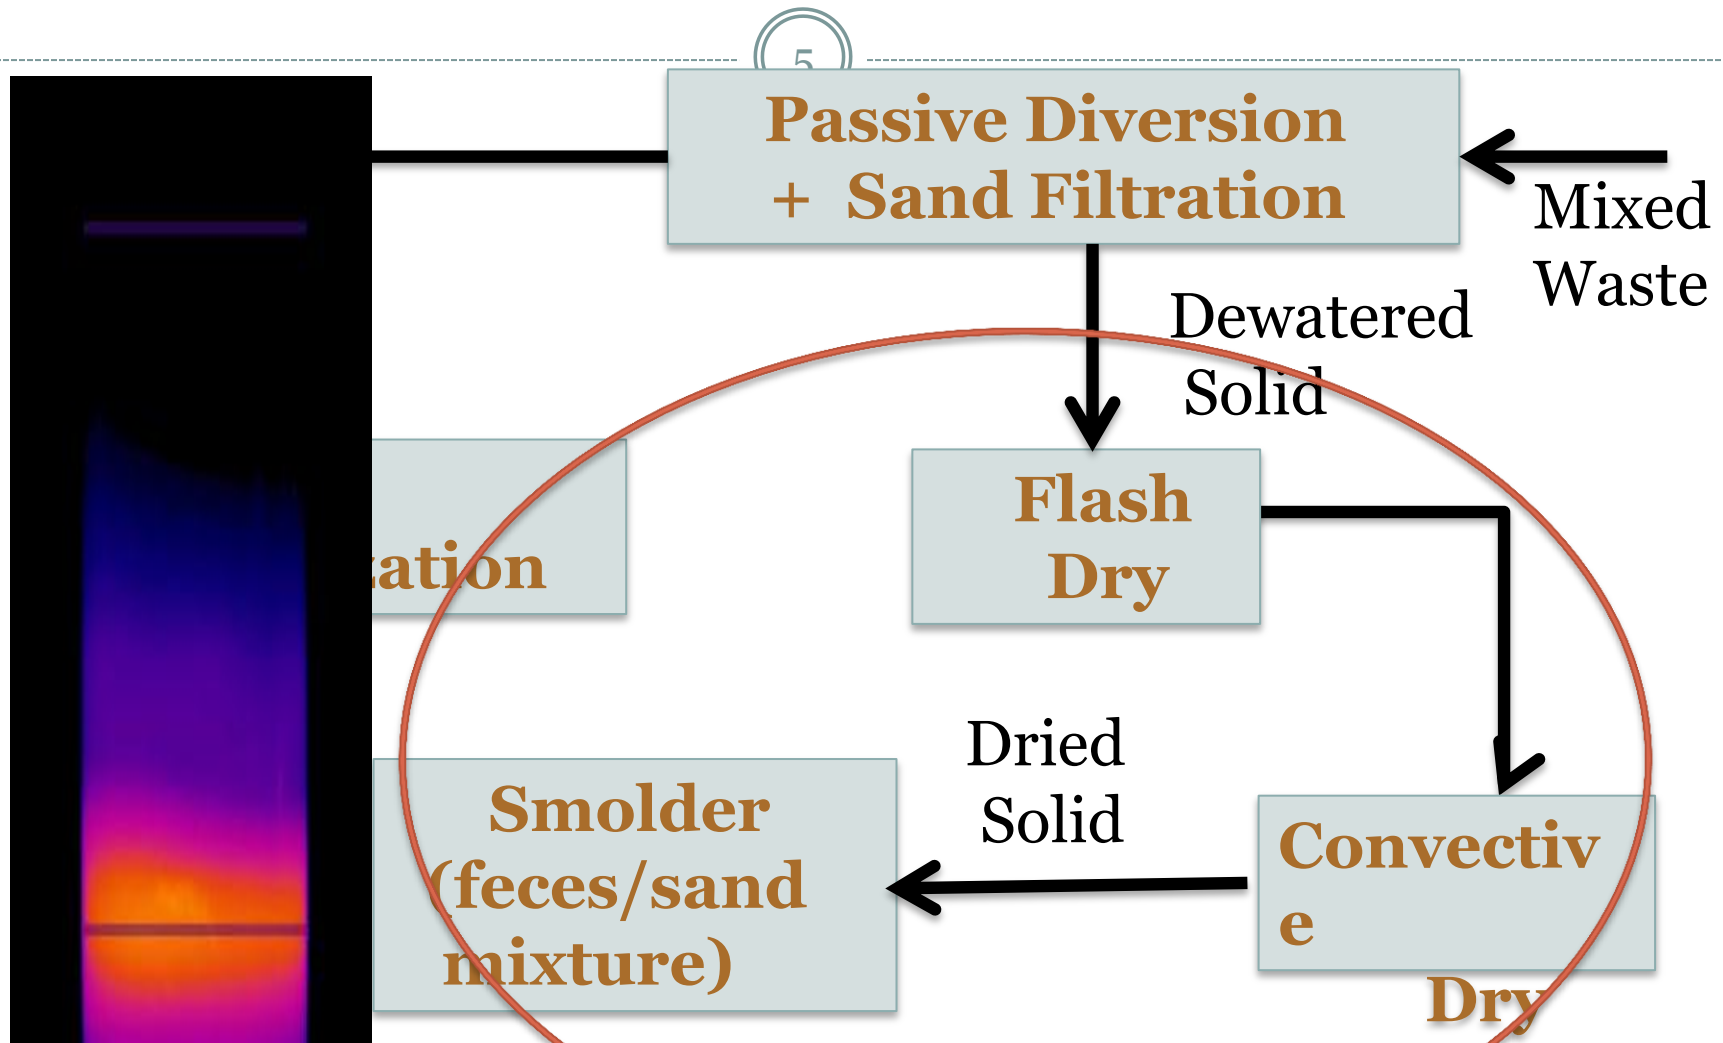 5
Passive Diversion
+ Sand Filtration
Mixed
Waste
Dewatered
Solid
Flash
Dry
zation
Dried
Solid
Smolder
(feces/sand
mixture)
Convectiv
e
Dry